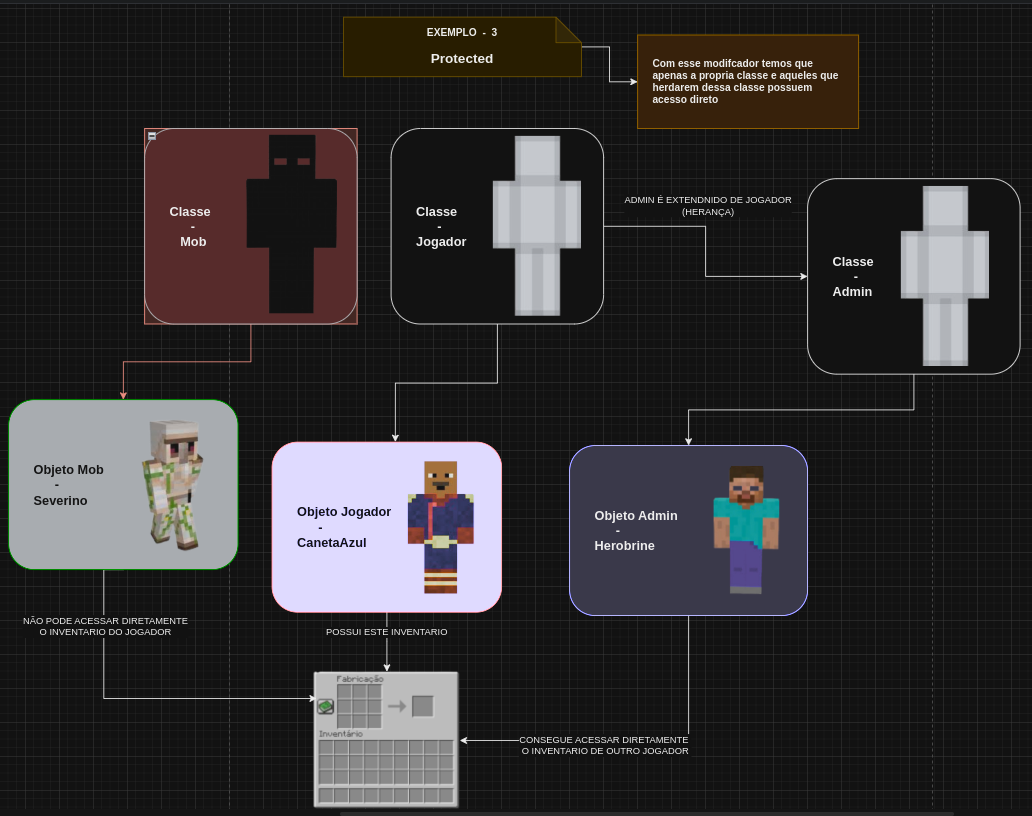 EXEMPLO - 3
Protected
Com esse modifcador temos que
apenas a propria classe e aqueles que
herdarem dessa classe possuem
acesso direto
Classe
-
Mob
Classe
-
Jogador
ADMIN É EXTENDNIDO DE JOGADOR
(HERANÇA)
Classe
-
Admin
Objeto Mob
-
Severino
Objeto Jogador
-
CanetaAzul
Objeto Admin
-
Herobrine
NÃO PODE ACESSAR DIRETAMENTE
O INVENTARIO DO JOGADOR
POSSUI ESTE INVENTARIO
Fabricação
Inventário
CONSEGUE ACESSAR DIRETAMENTE
O INVENTARIO DE OUTRO JOGADOR